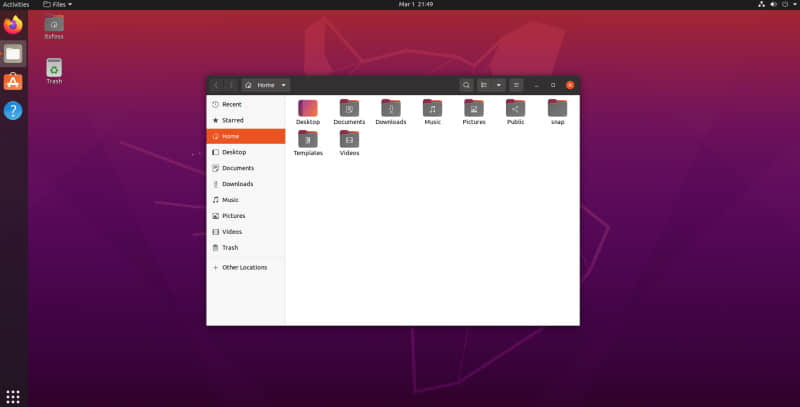 Activities
Files
Mar 1 21:49
Trash
Home
Recent
Starred
Home
Desktop
Documents
Downloads
Music
Pictures
Videos
Trash
Other Locations
Desktop
Documents
Downloads
Music
Pictures
Public
snap
Templates
Videos